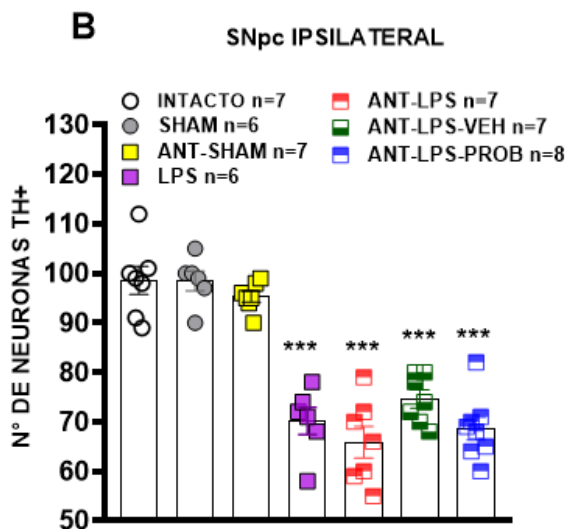 B
SNpc IPSILATERAL
INTACTO n=7
SHAM n=6
ANT-SHAM n=7
LPS n=6
ANT-LPS n=7
ANT-LPS-VEH n=7
ANT-LPS-PROB n=8
N° DE NEURONAS TH+
130
120
110
100
90
80
70
60
50
*** *** *** ***